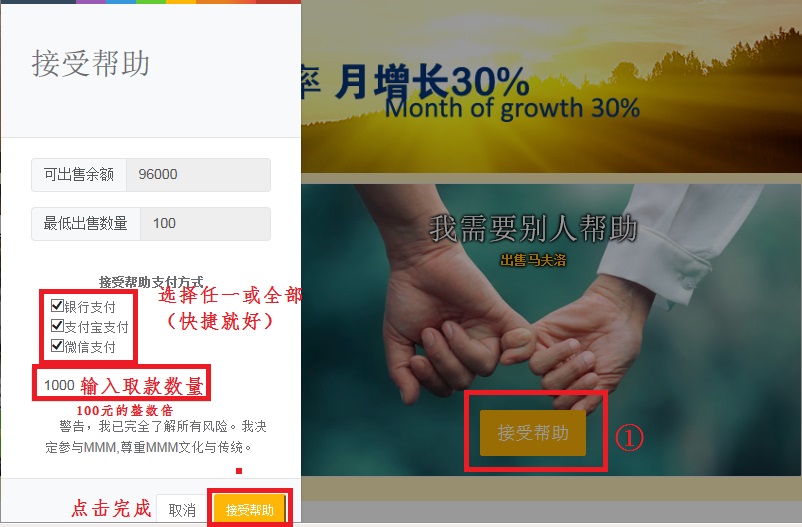 接受帮助
可出售余额 96000
最低出售数量 100
接受帮助支付方式
银行支付
支付宝支付
微信支付
选择任一或全部
（快捷就好）
1000 输入取款数量
100元的整数倍
警告，我已完全了解所有风险。我决
定参与MMM,尊重MMM文化与传统。
点击完成 取消 接受帮助
率 月增长30%
Month of growth 30%
我需要别人帮助
出售马夫洛
接受帮助 ①